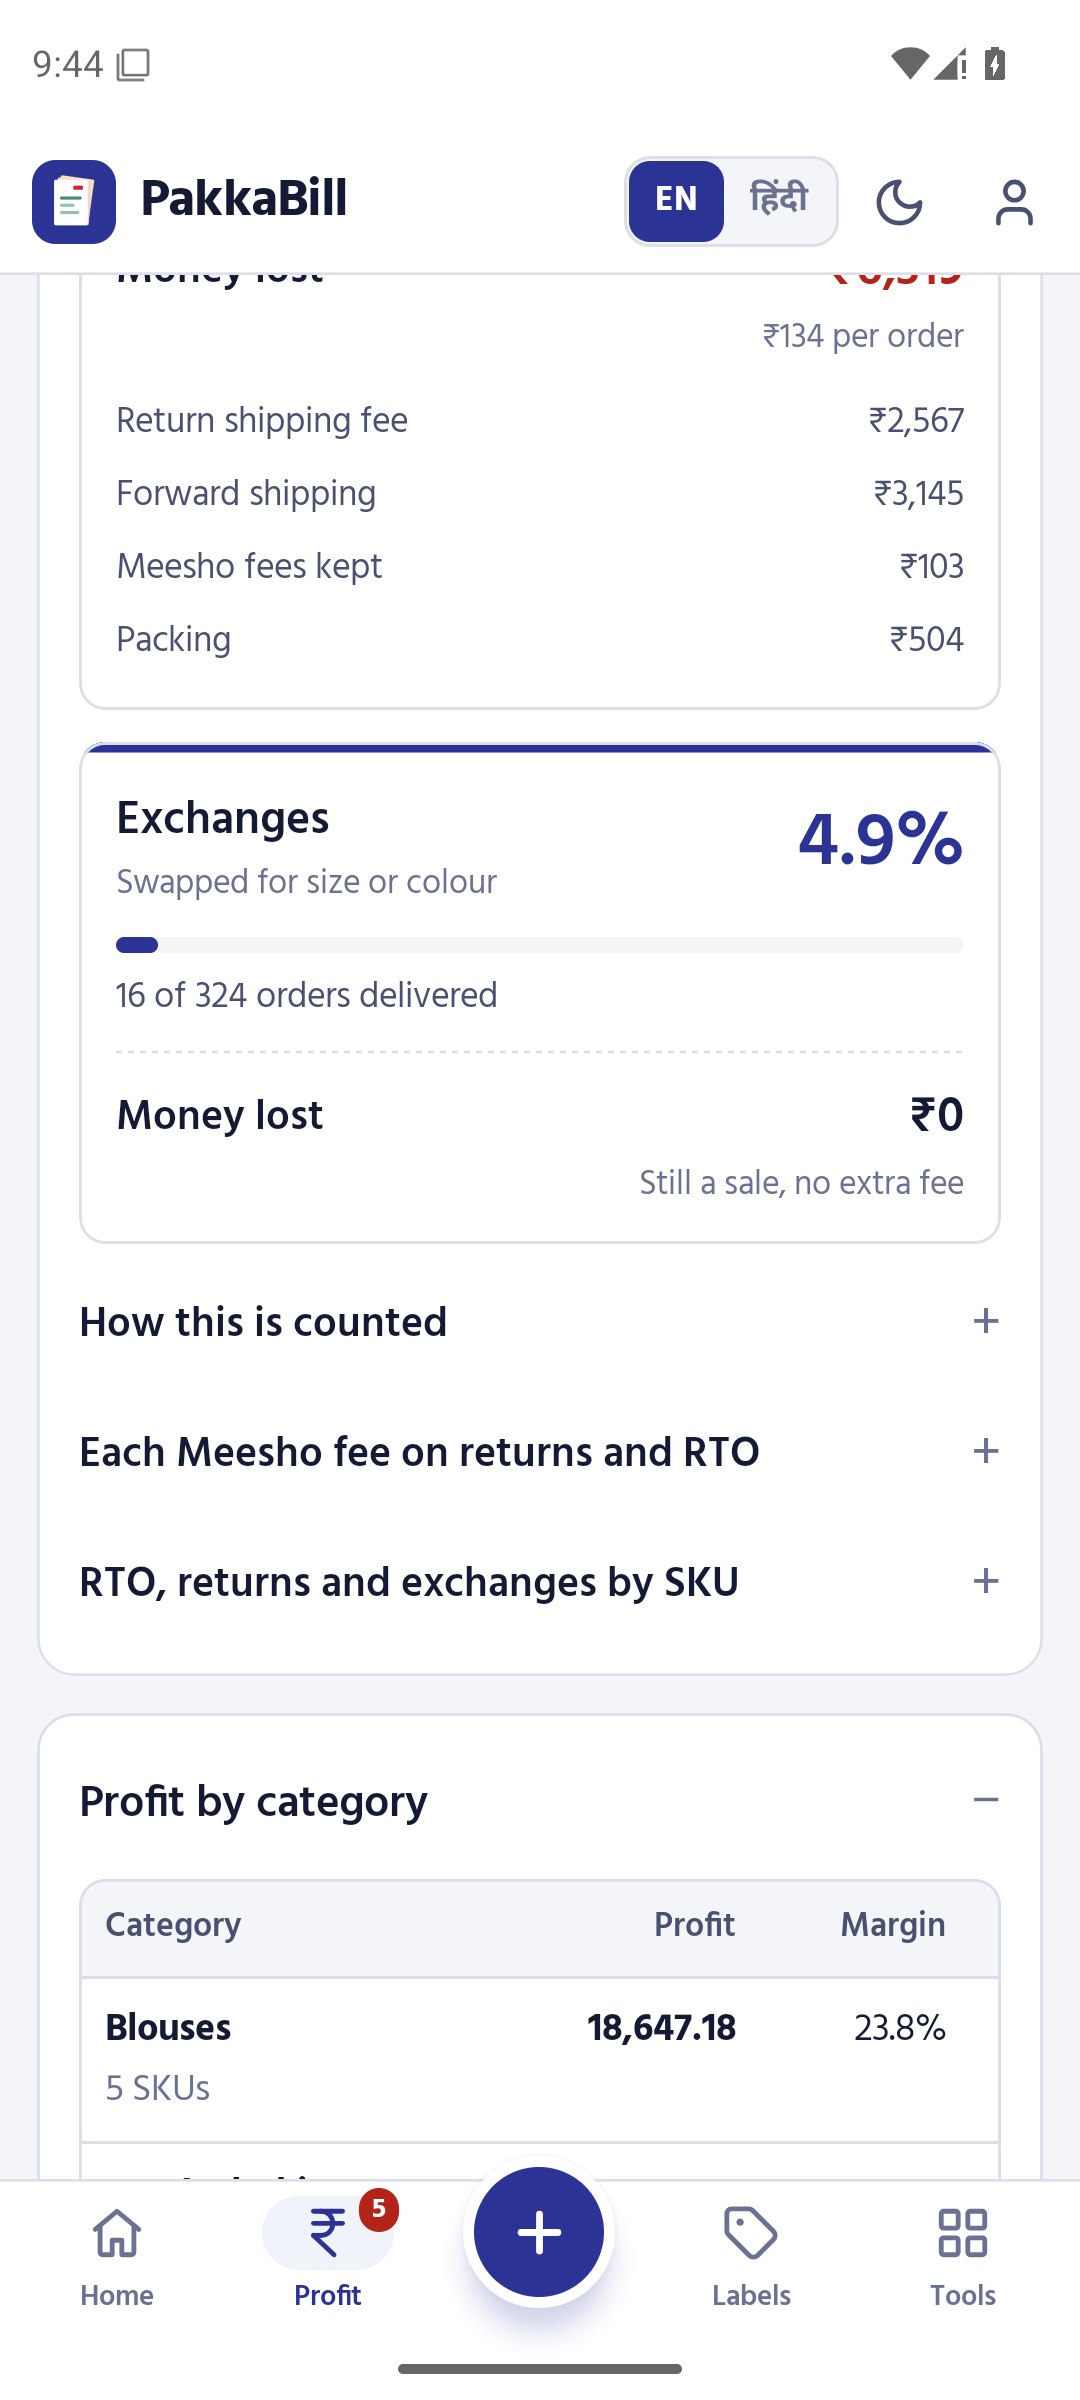 9:44
PakkaBill
EN
हिंदी
Money lost
₹6,319
₹134 per order
Return shipping fee
₹2,567
Forward shipping
₹3,145
Meesho fees kept
₹103
Packing
₹504
Exchanges
4.9%
Swapped for size or colour
16 of 324 orders delivered
Money lost
₹0
Still a sale, no extra fee
How this is counted
+
Each Meesho fee on returns and RTO
+
RTO, returns and exchanges by SKU
+
Profit by category
−
Category Profit Margin
Blouses 18,647.18 23.8%
5 SKUs
5
Home
Profit
Labels
Tools